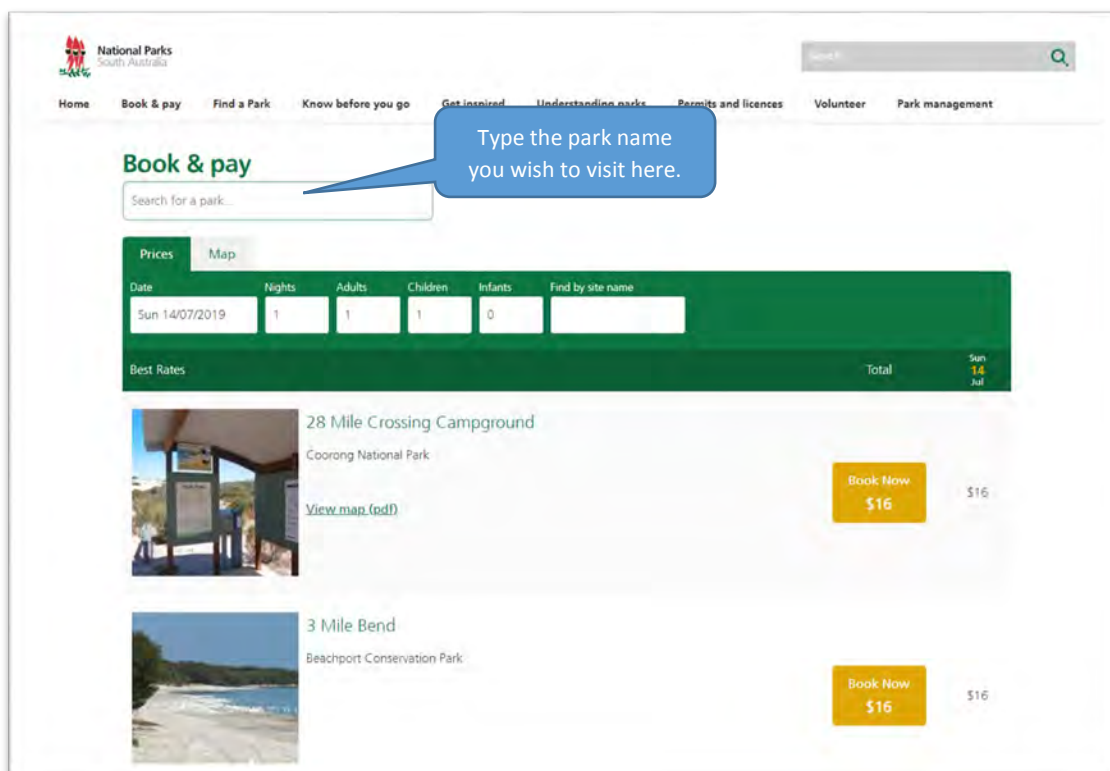 National Parks
South Australia
Search
Home Book & pay Find a Park Know before you go Get inspired Understanding parks Permits and licences Volunteer Park management
Type the park name
you wish to visit here.
Book & pay
Search for a park...
Prices Map
Date Nights Adults Children Infants Find by site name
Sun 14/07/2019 1 1 1 0
Best Rates Total Sun
14
Jul
28 Mile Crossing Campground
Coorong National Park
Book Now
$16 $16
View map (pdf)
3 Mile Bend
Beachport Conservation Park
Book Now
$16 $16